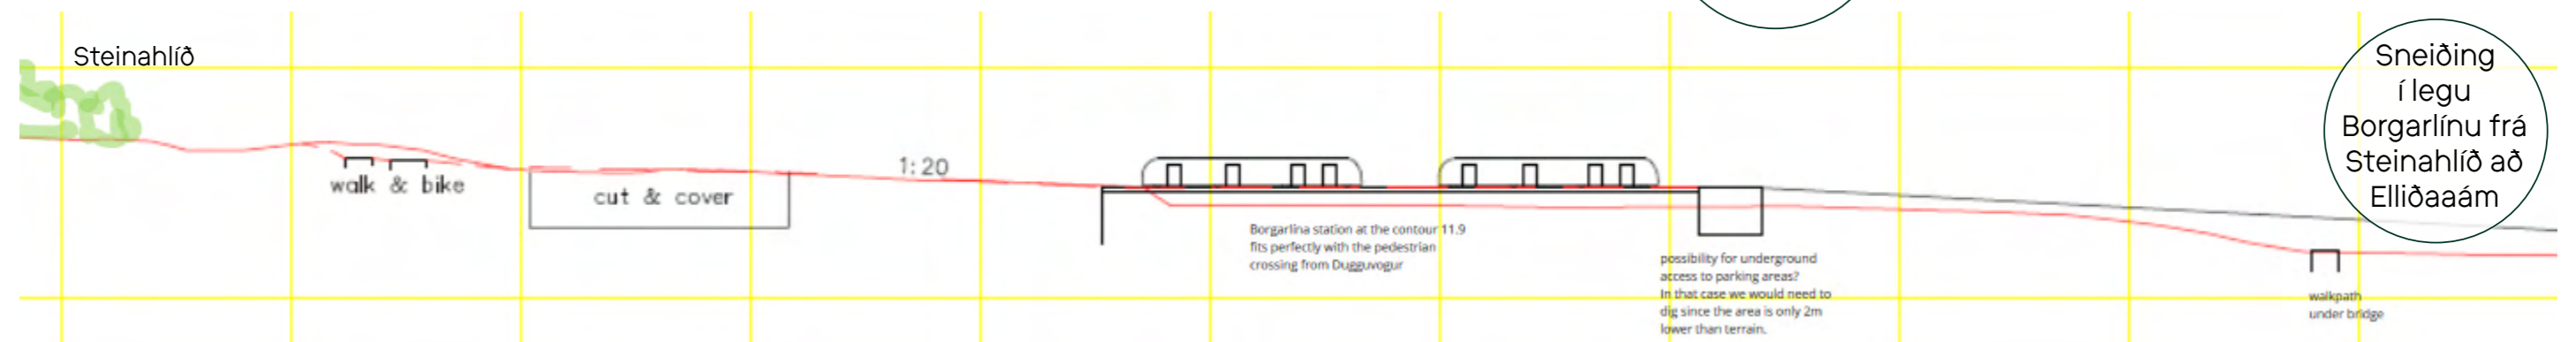 Steinahlíð
walk & bike
cut & cover
1:20
Borgarlína station at the contour 11.9
fits perfectly with the pedestrian
crossing from Dugguvogur
possibility for underground
access to parking areas?
In that case we would need to
dig since the area is only 2m
lower than terrain.
Sneiðing
í legu
Borgarlínu frá
Steinahlíð að
Elliðaaám
walkpath
under bridge